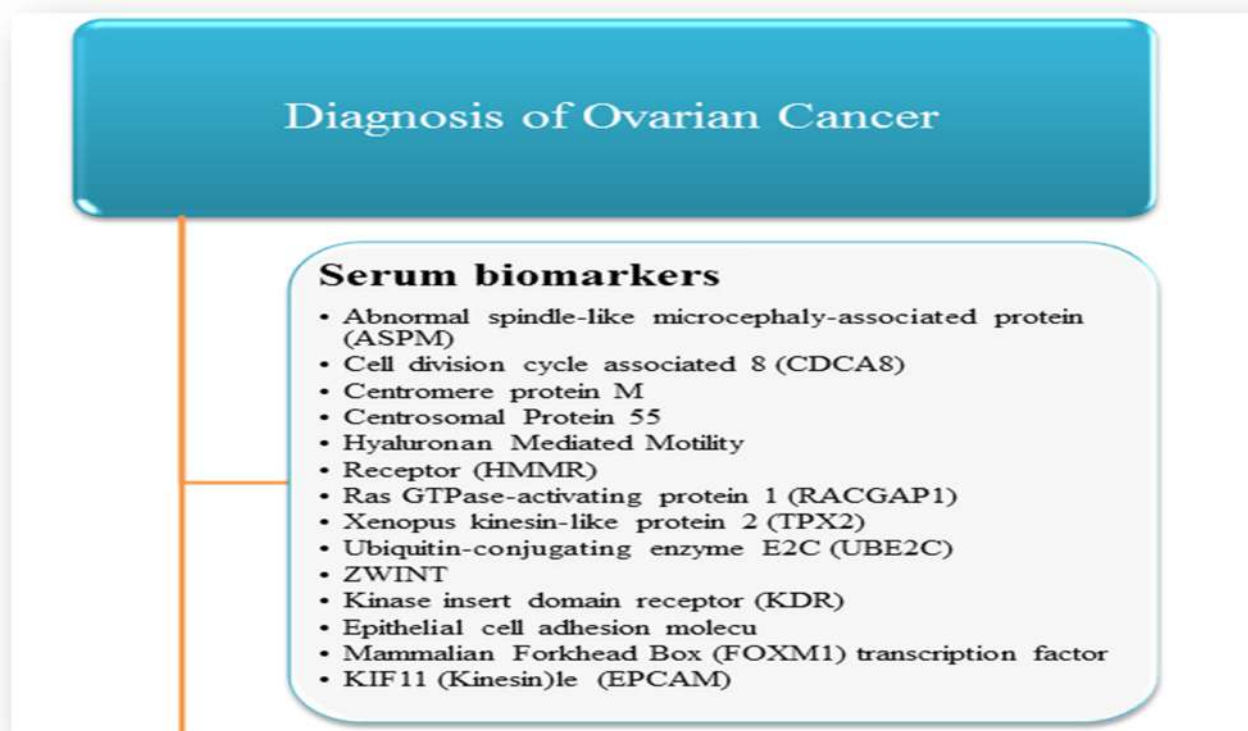 Diagnosis of Ovarian Cancer
Serum biomarkers
• Abnormal spindle-like microcephaly-associated protein
(ASPM)
• Cell division cycle associated 8 (CDCA8)
• Centromere protein M
• Centrosomal Protein 55
• Hyaluronan Mediated Motility
• Receptor (HMMR)
• Ras GTPase-activating protein 1 (RACGAP1)
• Xenopus kinesin-like protein 2 (TPX2)
• Ubiquitin-conjugating enzyme E2C (UBE2C)
• ZWINT
• Kinase insert domain receptor (KDR)
• Epithelial cell adhesion molecu
• Mammalian Forkhead Box (FOXM1) transcription factor
• KIF11 (Kinesin)le (EPCAM)